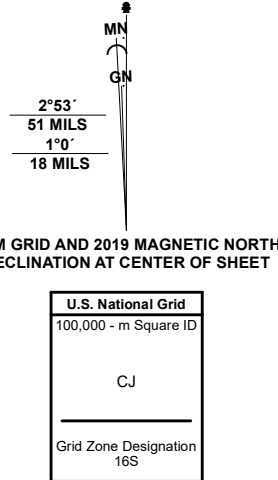 MN
GN
2°53´
51 MILS
1°0´
18 MILS
M GRID AND 2019 MAGNETIC NORTH
ECLINATION AT CENTER OF SHEET
U.S. National Grid
100,000 - m Square ID
CJ
Grid Zone Designation
16S